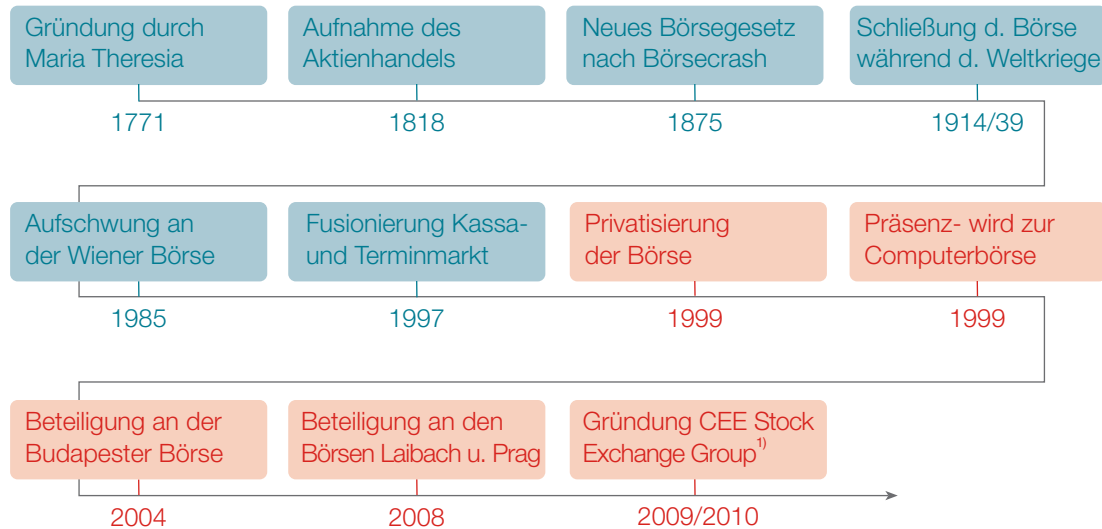 Gründung durch
Maria Theresia
1771
Aufnahme des
Aktienhandels
1818
Neues Börsegesetz
nach Börsecrash
1875
Schließung d. Börse
während d. Weltkriege
1914/39
Aufschwung an
der Wiener Börse
1985
Fusionierung Kassa-
und Terminmarkt
1997
Privatisierung
der Börse
1999
Präsenz- wird zur
Computerbörse
1999
Beteiligung an der
Budapester Börse
2004
Beteiligung an den
Börsen Laibach u. Prag
2008
Gründung CEE Stock
Exchange Group¹⁾
2009/2010